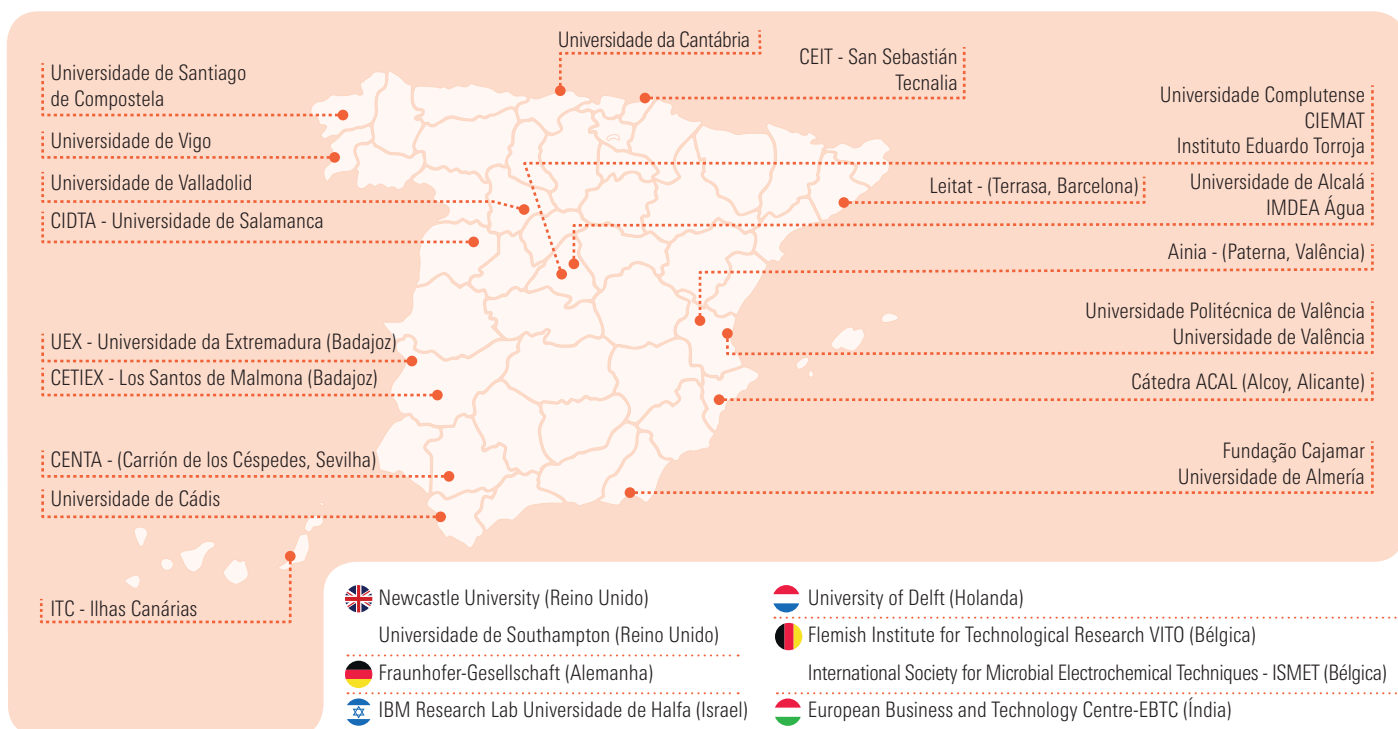 Universidade da Cantábria
CEIT - San Sebastián
Tecnalia
Universidade de Santiago
de Compostela
Universidade de Vigo
Universidade de Valladolid
CIDTA - Universidade de Salamanca
Universidade Complutense
CIEMAT
Instituto Eduardo Torroja
Leitat - (Terrasa, Barcelona)
Universidade de Alcalá
IMDEA Água
Ainia - (Paterna, Valência)
Universidade Politécnica de Valência
Universidade de Valência
UEX - Universidade da Extremadura (Badajoz)
CETIEX - Los Santos de Malmona (Badajoz)
Cátedra ACAL (Alcoy, Alicante)
CENTA - (Carrión de los Céspedes, Sevilha)
Universidade de Cádis
Fundação Cajamar
Universidade de Almería
ITC - Ilhas Canárias
Newcastle University (Reino Unido)
Universidade de Southampton (Reino Unido)
Fraunhofer-Gesellschaft (Alemanha)
IBM Research Lab Universidade de Halfa (Israel)
University of Delft (Holanda)
Flemish Institute for Technological Research VITO (Bélgica)
International Society for Microbial Electrochemical Techniques - ISMET (Bélgica)
European Business and Technology Centre-EBTC (Índia)